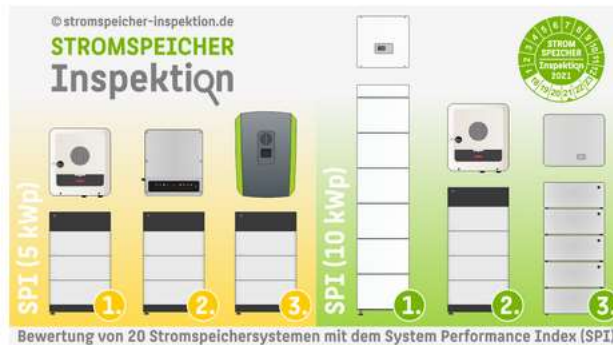 © stromspeicher-inspektion.de
STROMSPEICHER
Inspektion
STROM
SPEICHER
Inspektion
2021
SPI (5 kWp)
1.
2.
3.
SPI (10 kWp)
1.
2.
3.
Bewertung von 20 Stromspeichersystemen mit dem System Performance Index (SPI)